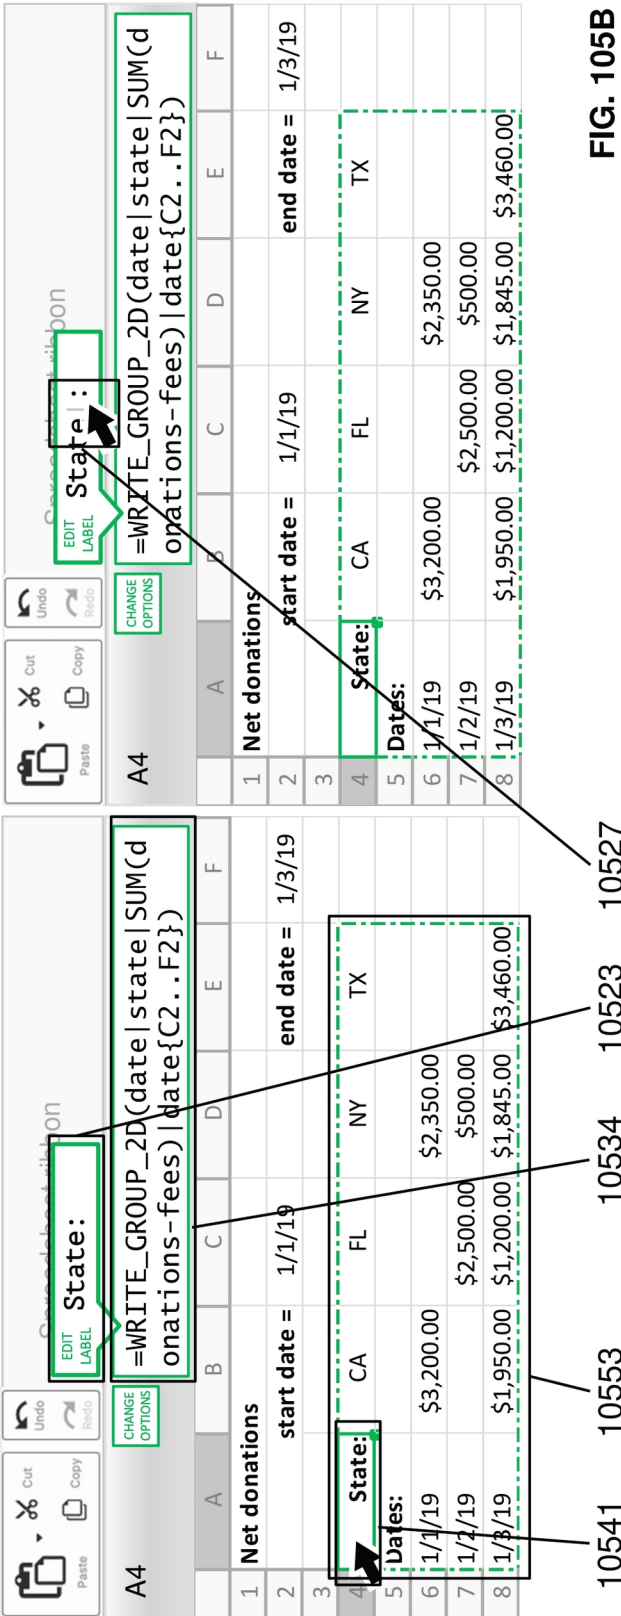 Cut
Copy
Paste
Undo
Redo
Spreadsheet ribbon
EDIT LABEL
State:
A4
CHANGE OPTIONS
=WRITE_GROUP_2D(date|state|SUM(d
onations-fees)|date{C2..F2})
A B C D E F
1 Net donations
2 start date = 1/1/19 end date = 1/3/19
3
4 State: CA FL NY TX
5 Dates:
6 1/1/19 $3,200.00 $2,350.00
7 1/2/19 $2,500.00 $500.00
8 1/3/19 $1,950.00 $1,200.00 $1,845.00 $3,460.00
10541
10553
10534
10523
Cut
Copy
Paste
Undo
Redo
Spreadsheet ribbon
EDIT LABEL
State|:
A4
CHANGE OPTIONS
=WRITE_GROUP_2D(date|state|SUM(d
onations-fees)|date{C2..F2})
A B C D E F
1 Net donations
2 start date = 1/1/19 end date = 1/3/19
3
4 State: CA FL NY TX
5 Dates:
6 1/1/19 $3,200.00 $2,350.00
7 1/2/19 $2,500.00 $500.00
8 1/3/19 $1,950.00 $1,200.00 $1,845.00 $3,460.00
10527
FIG. 105B